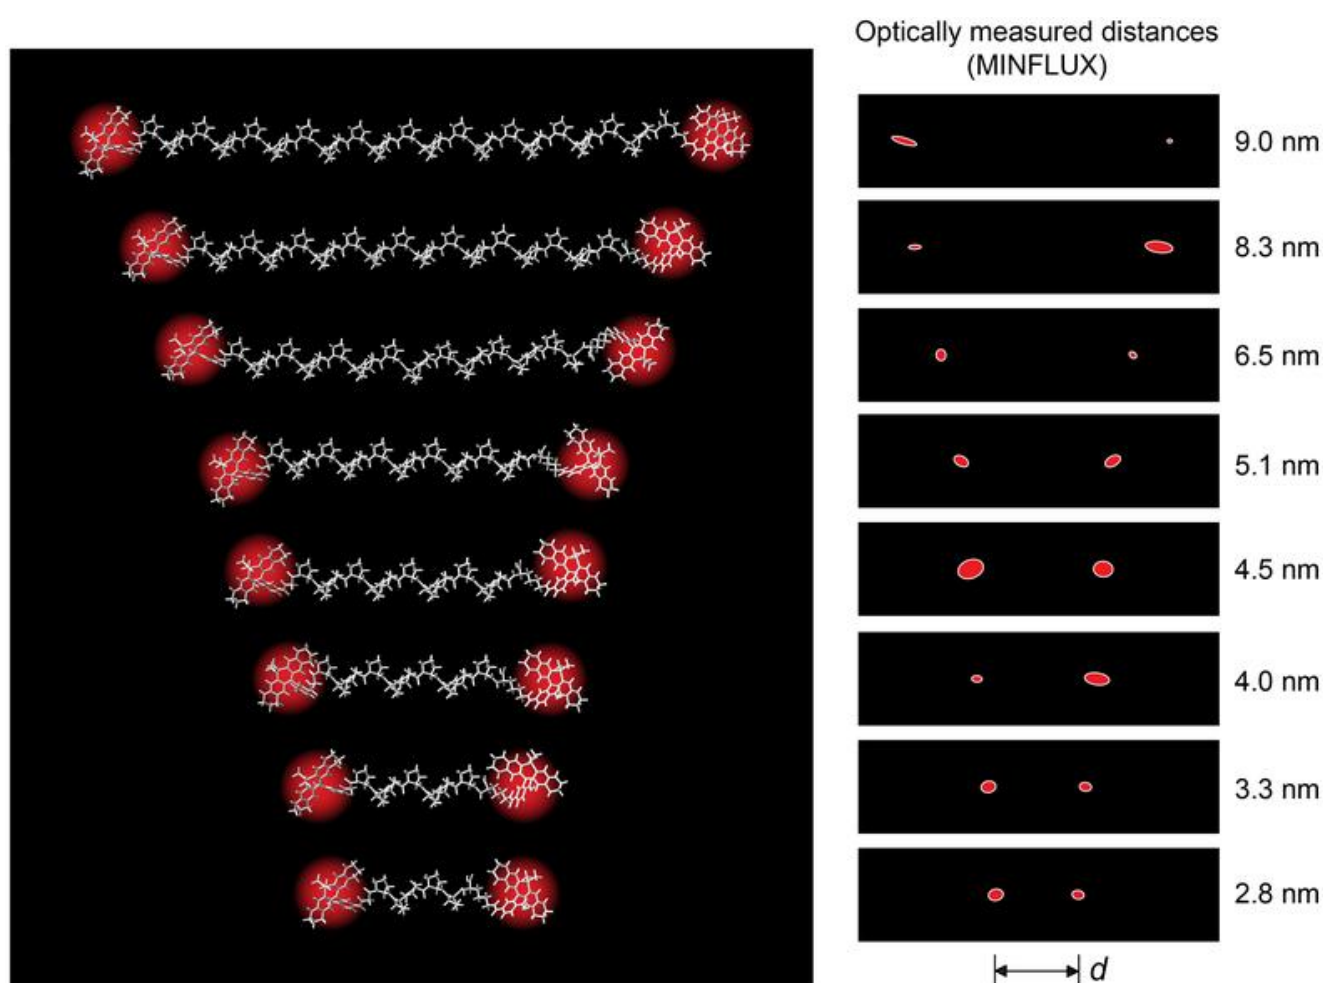 Optically measured distances
(MINFLUX)
9.0 nm
8.3 nm
6.5 nm
5.1 nm
4.5 nm
4.0 nm
3.3 nm
2.8 nm
d